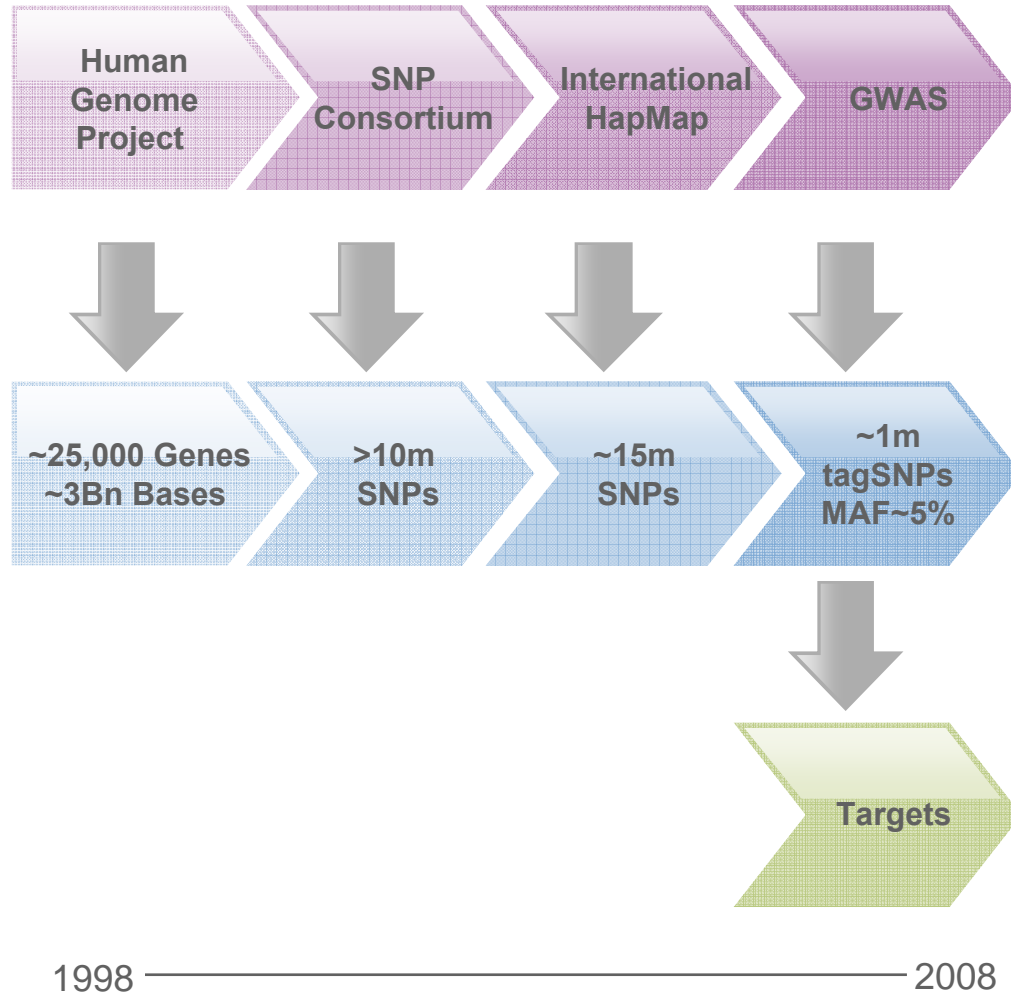 Human
Genome
Project
SNP
Consortium
International
HapMap
GWAS
~25,000 Genes
~3Bn Bases
>10m
SNPs
~15m
SNPs
~1m
tagSNPs
MAF~5%
Targets
1998
2008